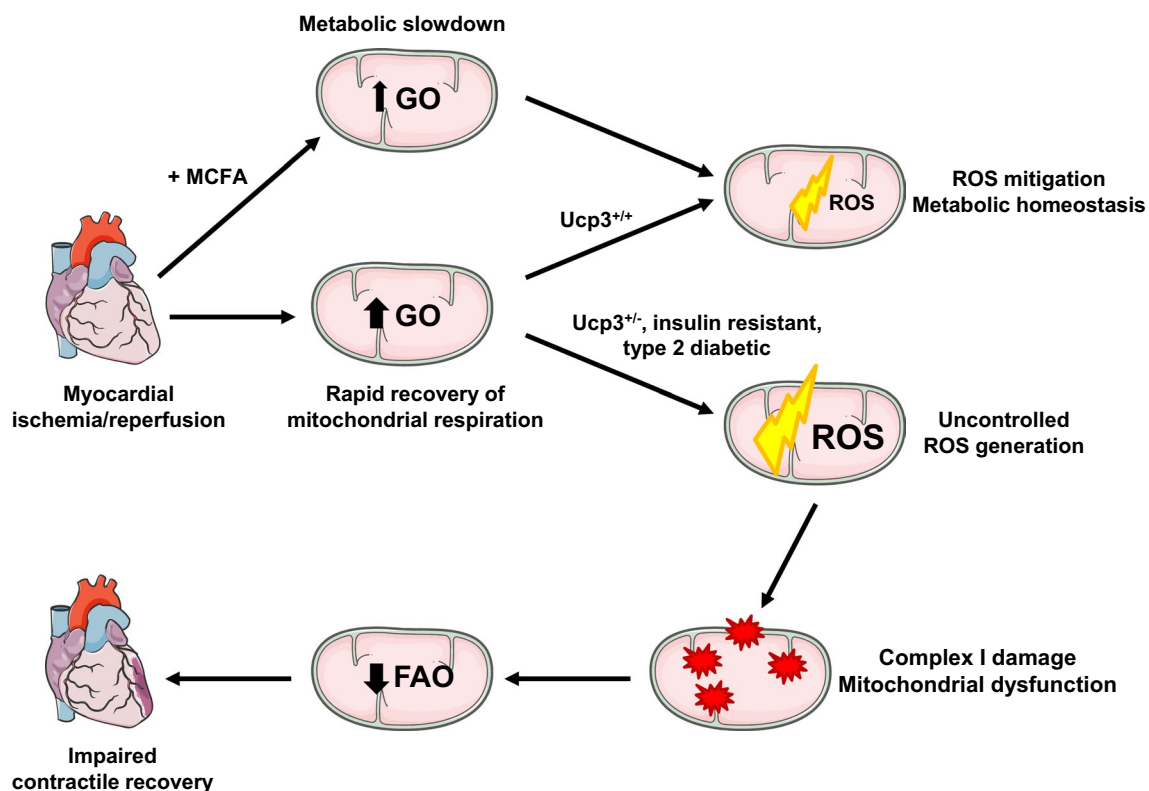 Metabolic slowdown
GO
+ MCFA
ROS
ROS mitigation
Metabolic homeostasis
Ucp3+/+
GO
Ucp3+/-, insulin resistant,
type 2 diabetic
Myocardial
ischemia/reperfusion
Rapid recovery of
mitochondrial respiration
ROS
Uncontrolled
ROS generation
FAO
Complex I damage
Mitochondrial dysfunction
Impaired
contractile recovery